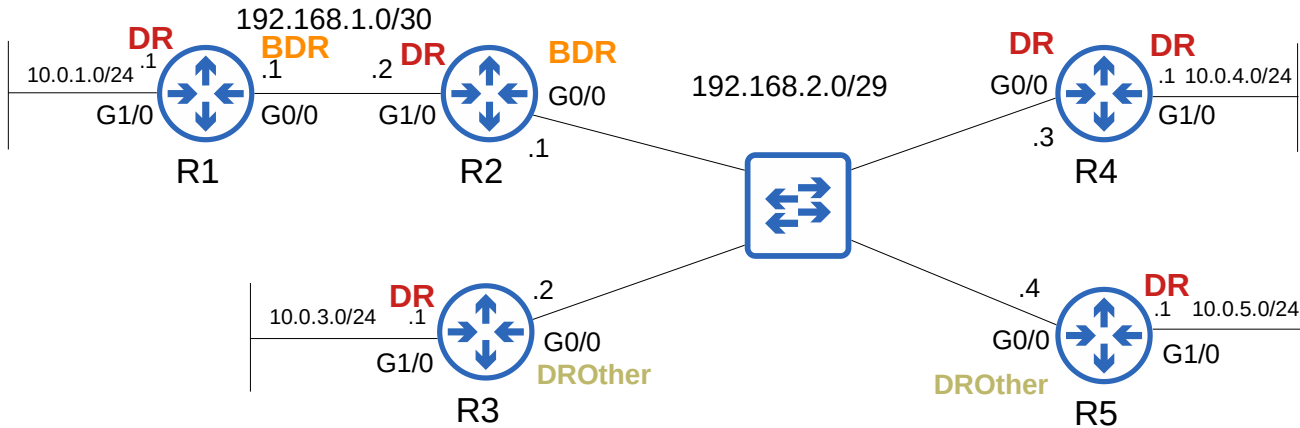 192.168.1.0/30
DR
BDR
10.0.1.0/24
.1
.1
G1/0
G0/0
R1
.2
DR
BDR
G1/0
G0/0
.1
R2
192.168.2.0/29
DR
DR
G0/0
.1
10.0.4.0/24
.3
G1/0
R4
DR
.2
10.0.3.0/24
.1
G1/0
G0/0
DROther
R3
.4
DR
.1
10.0.5.0/24
G0/0
G1/0
DROther
R5